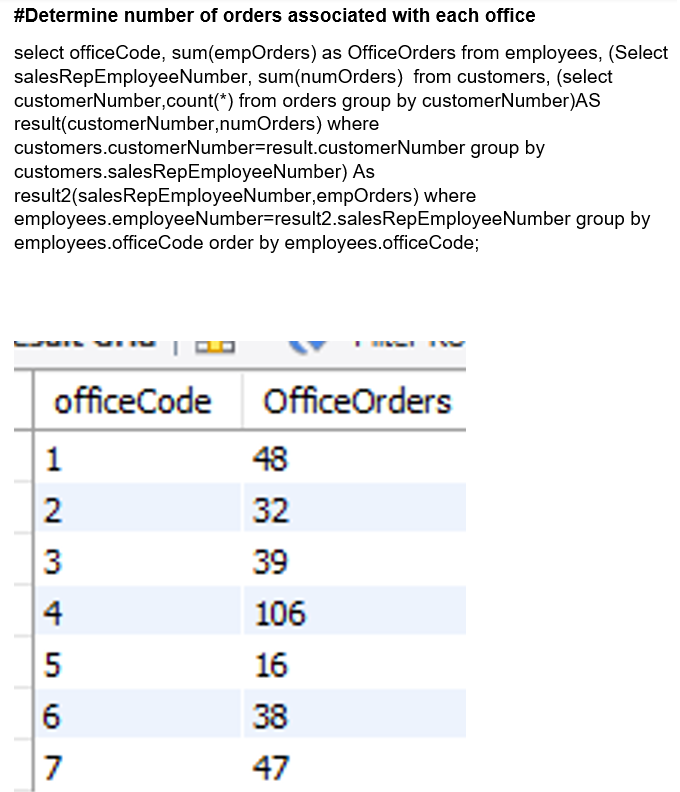 #Determine number of orders associated with each office
select officeCode, sum(empOrders) as OfficeOrders from employees, (Select
salesRepEmployeeNumber, sum(numOrders)  from customers, (select
customerNumber,count(*) from orders group by customerNumber)AS
result(customerNumber,numOrders) where
customers.customerNumber=result.customerNumber group by
customers.salesRepEmployeeNumber) As
result2(salesRepEmployeeNumber,empOrders) where
employees.employeeNumber=result2.salesRepEmployeeNumber group by
employees.officeCode order by employees.officeCode;
officeCode OfficeOrders
1 48
2 32
3 39
4 106
5 16
6 38
7 47